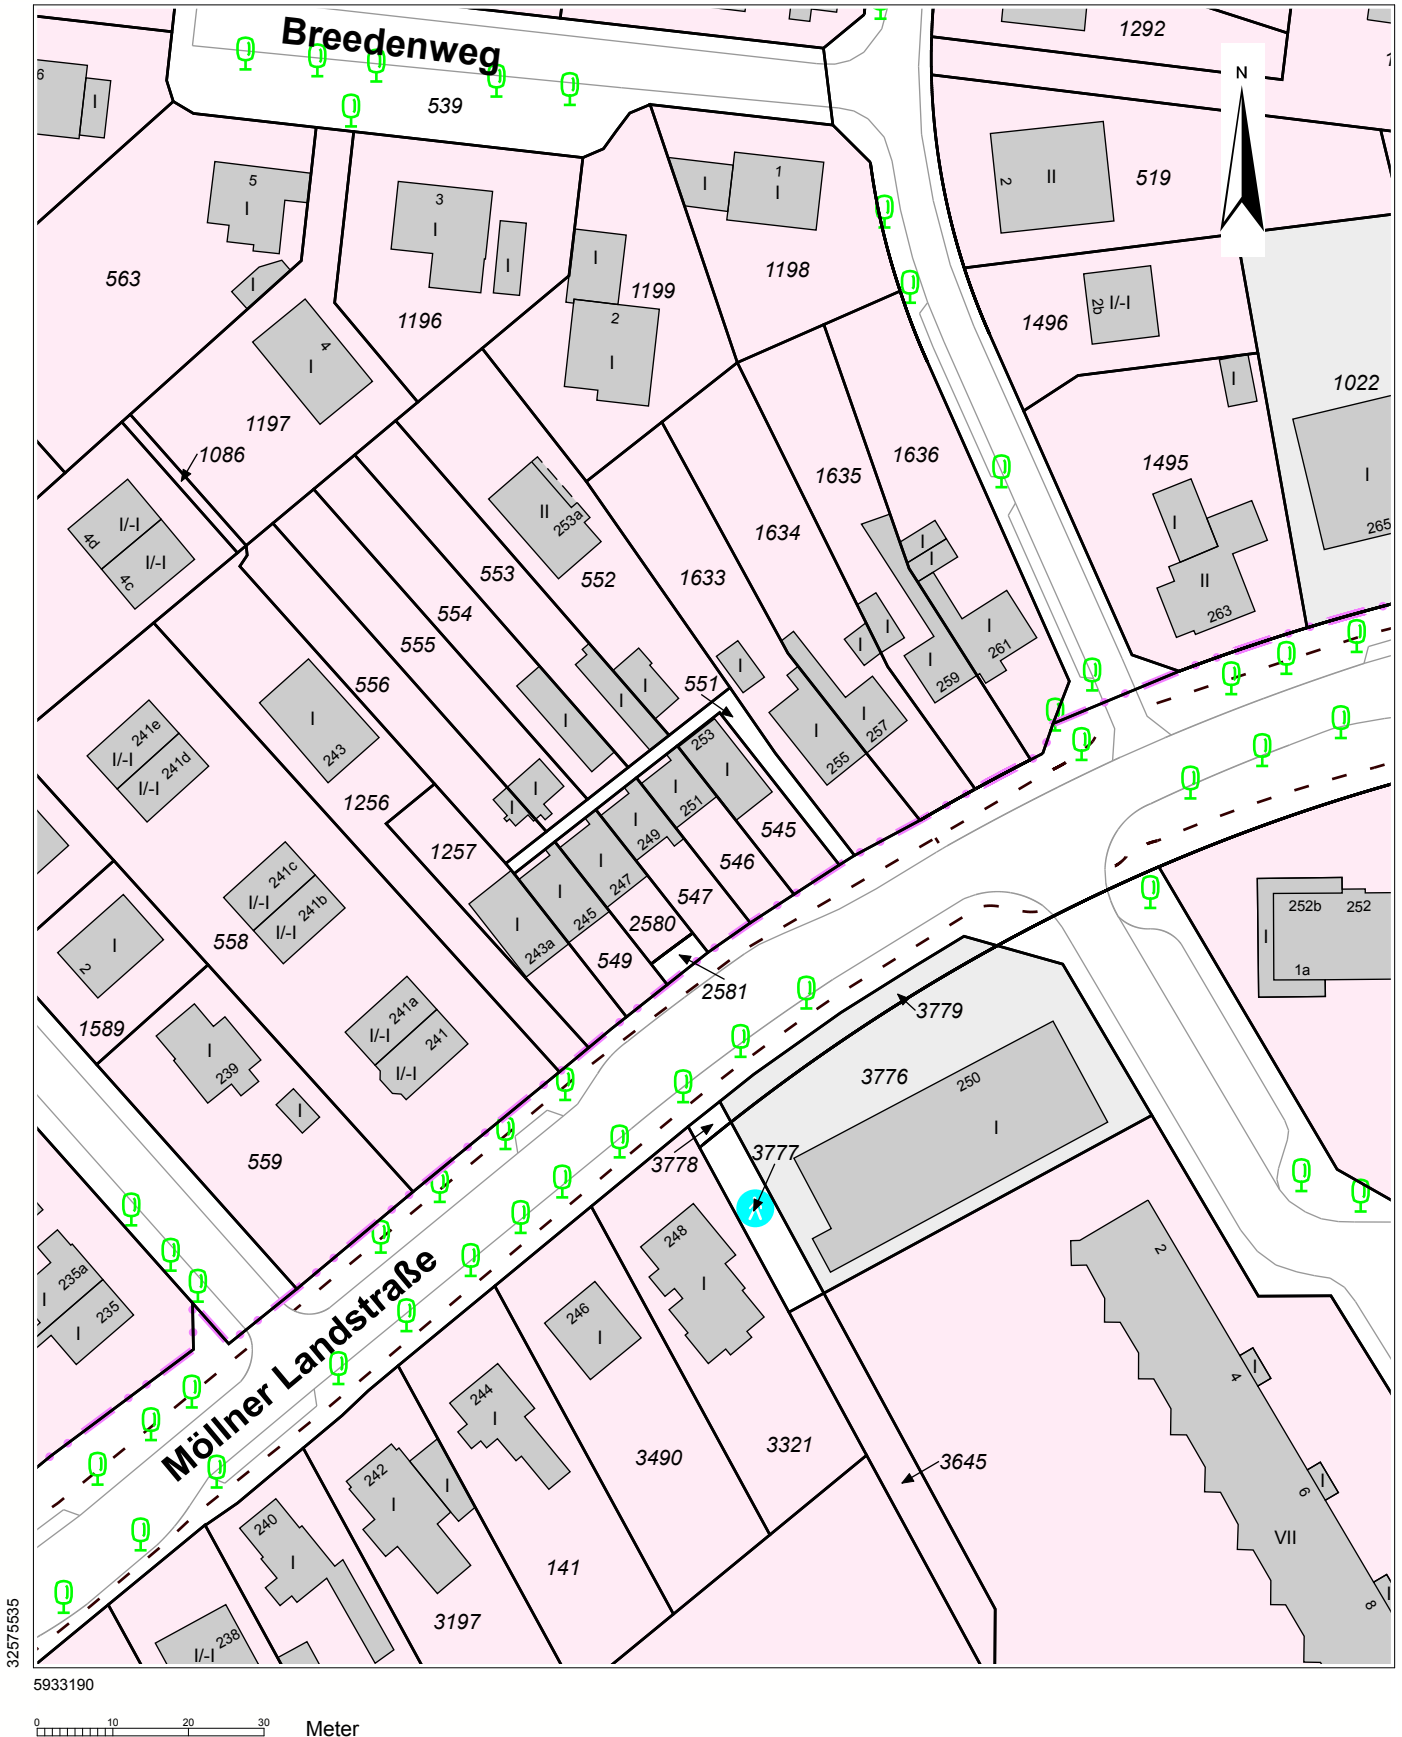 Breedenweg
539
1292
N
6
I
5
I
I
3
I
I
I
1
I
2
II
519
563
1196
1199
1198
I
2
I
1496
2b
I/-I
1022
4
I
1197
1086
I
I
265
1635
1636
1495
II
253a
1634
4d
I/-I
I/-I
4c
553
552
1633
554
555
556
I
I
I
II
263
551
I
I
I
I
I
I
259
I
261
I
257
I
255
241e
I/-I
241d
I/-I
I
243
1256
I
I
I
253
I
I
251
I
249
545
546
1257
I
247
547
I
245
2580
I
243a
549
2581
241c
I/-I
241b
I/-I
558
I
2
1589
252b
252
I
1a
3779
3776
250
I
241a
I/-I
241
I/-I
I
239
I
559
3778
3777
248
I
246
I
235a
I
235
I
Möllner Landstraße
2
4
I
244
I
3490
3321
3645
242
I
I
6
I
VII
240
I
141
3197
238
I/-I
8
I
32575535
5933190
0
10
20
30
Meter